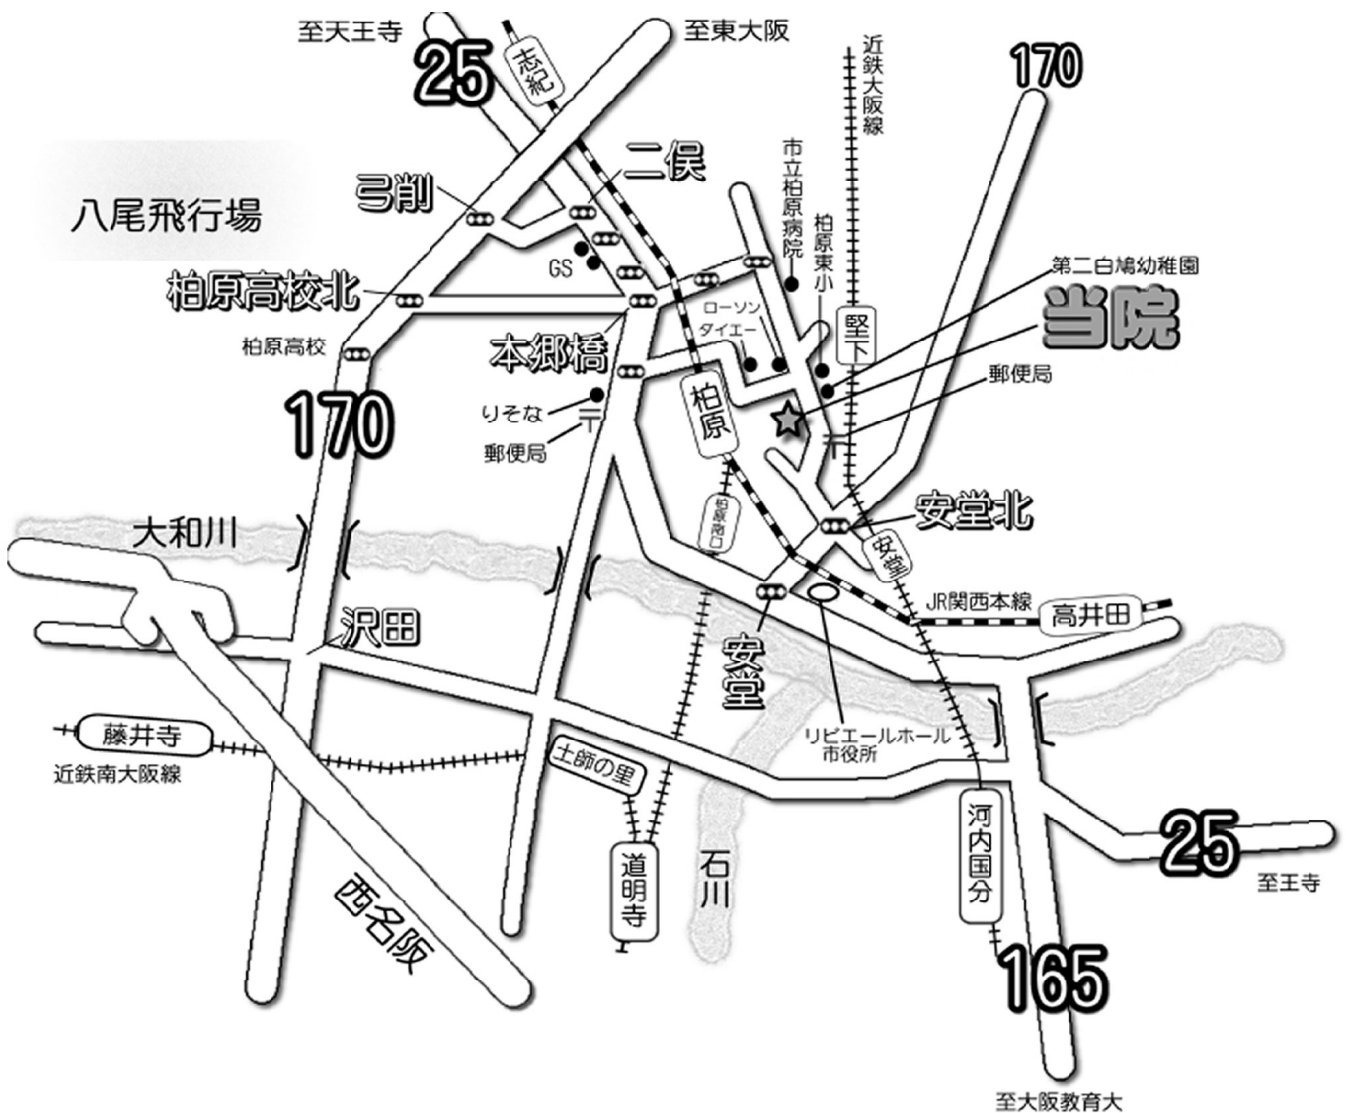 至天王寺
至東大阪
25
志紀
近鉄大阪線
170
二俣
市立柏原病院
弓削
柏原東小
八尾飛行場
GS
第二白鳩幼稚園
柏原高校北
ローソン
当院
ダイエー
堅下
柏原高校
本郷橋
郵便局
170
柏原
りそな
郵便局
柏原南口
安堂北
大和川
安堂
JR関西本線
高井田
沢田
安堂
藤井寺
リビエールホール
市役所
土師の里
近鉄南大阪線
河内国分
25
道明寺
石川
至王寺
西名阪
165
至大阪教育大